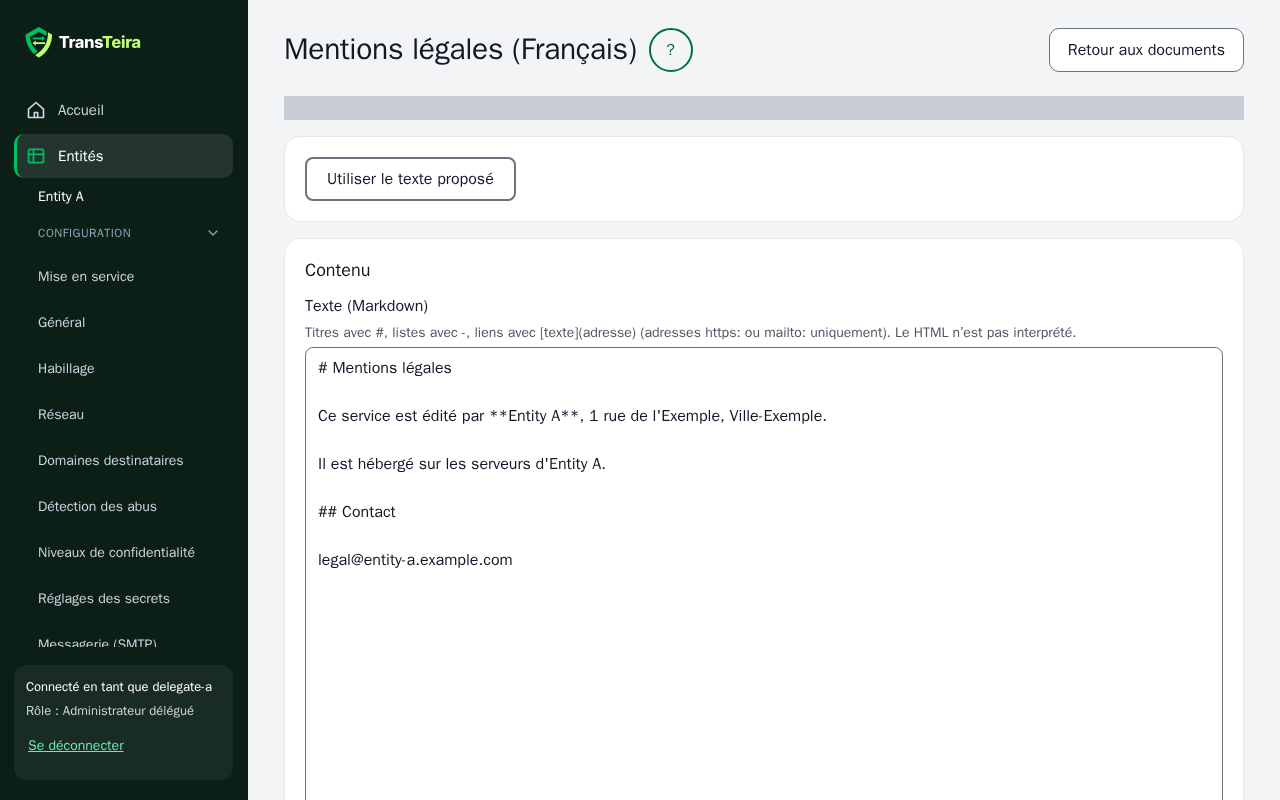 TransTeira
Accueil
Entités
Entity A
CONFIGURATION
Mise en service
Général
Habillage
Réseau
Domaines destinataires
Détection des abus
Niveaux de confidentialité
Réglages des secrets
Messagerie (SMTP)
Connecté en tant que delegate-a
Rôle : Administrateur délégué
Se déconnecter
Mentions légales (Français)
?
Retour aux documents
Utiliser le texte proposé
Contenu
Texte (Markdown)
Titres avec #, listes avec -, liens avec [texte](adresse) (adresses https: ou mailto: uniquement). Le HTML n’est pas interprété.
# Mentions légales
Ce service est édité par **Entity A**, 1 rue de l'Exemple, Ville-Exemple.
Il est hébergé sur les serveurs d'Entity A.
## Contact
legal@entity-a.example.com